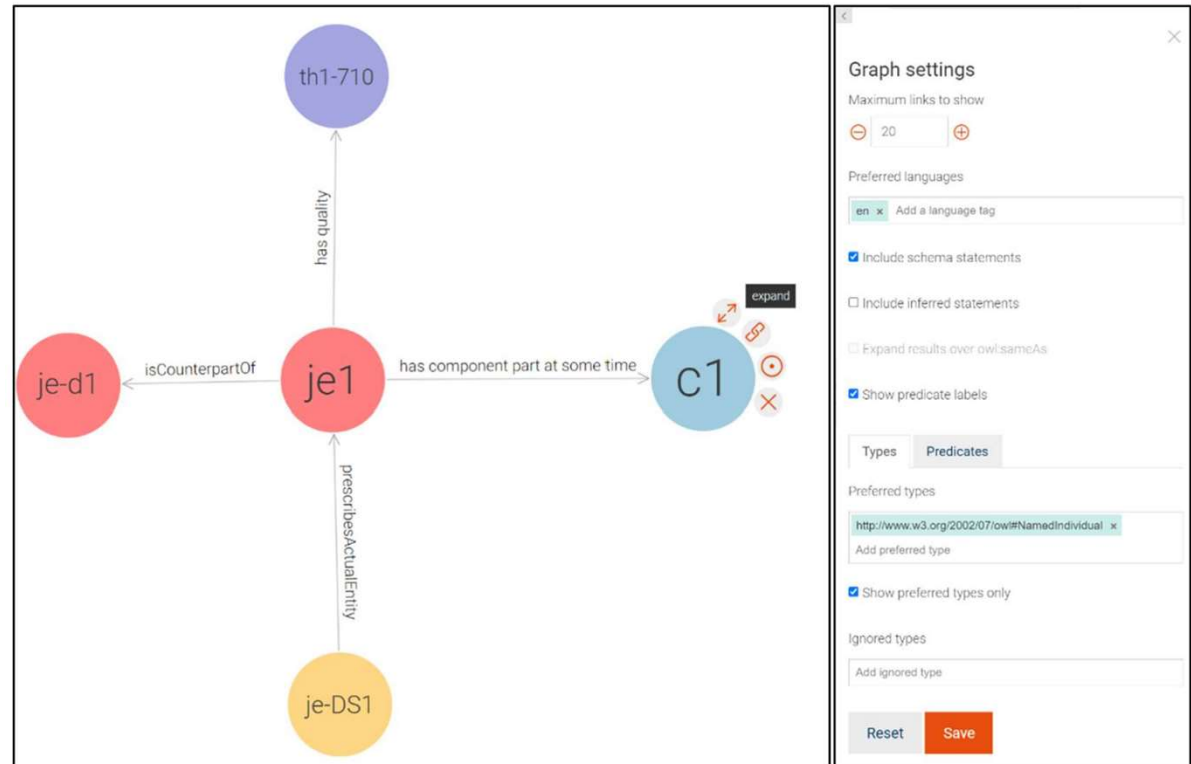 th1-710
has quality
expand
je-d1
isCounterpartOf
je1
has component part at some time
c1
prescribesActualEntity
je-DS1
Graph settings
Maximum links to show
20
Preferred languages
en × Add a language tag
Include schema statements
Include inferred statements
Expand results over owl:sameAs
Show predicate labels
Types Predicates
Preferred types
http://www.w3.org/2002/07/owl#NamedIndividual ×
Add preferred type
Show preferred types only
Ignored types
Add ignored type
Reset Save